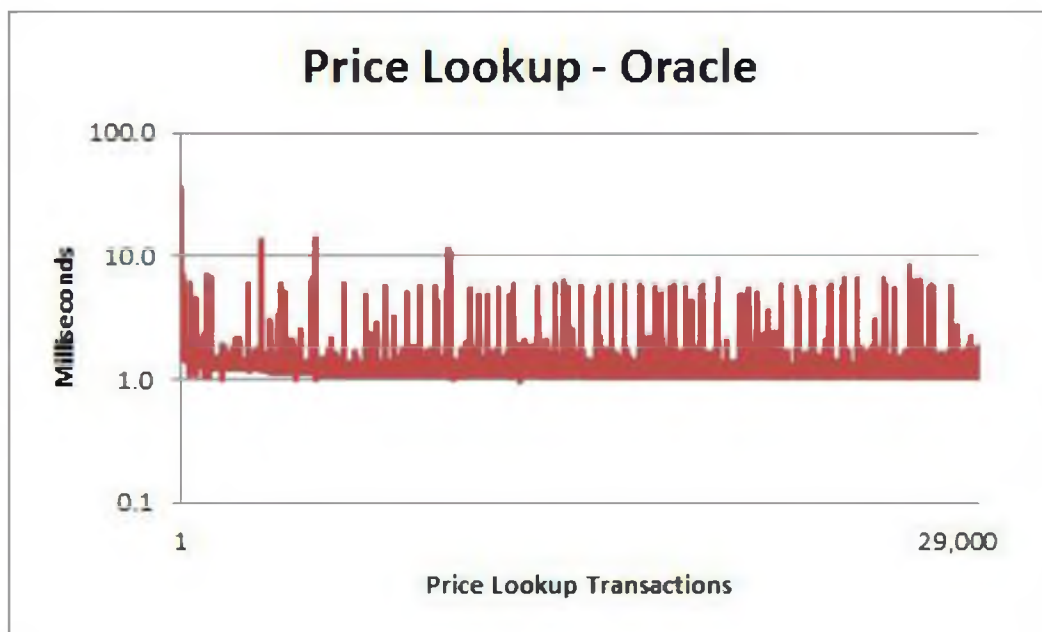 Price Lookup - Oracle
100.0
10.0
1.0
0.1
Milliseconds
1
29,000
Price Lookup Transactions